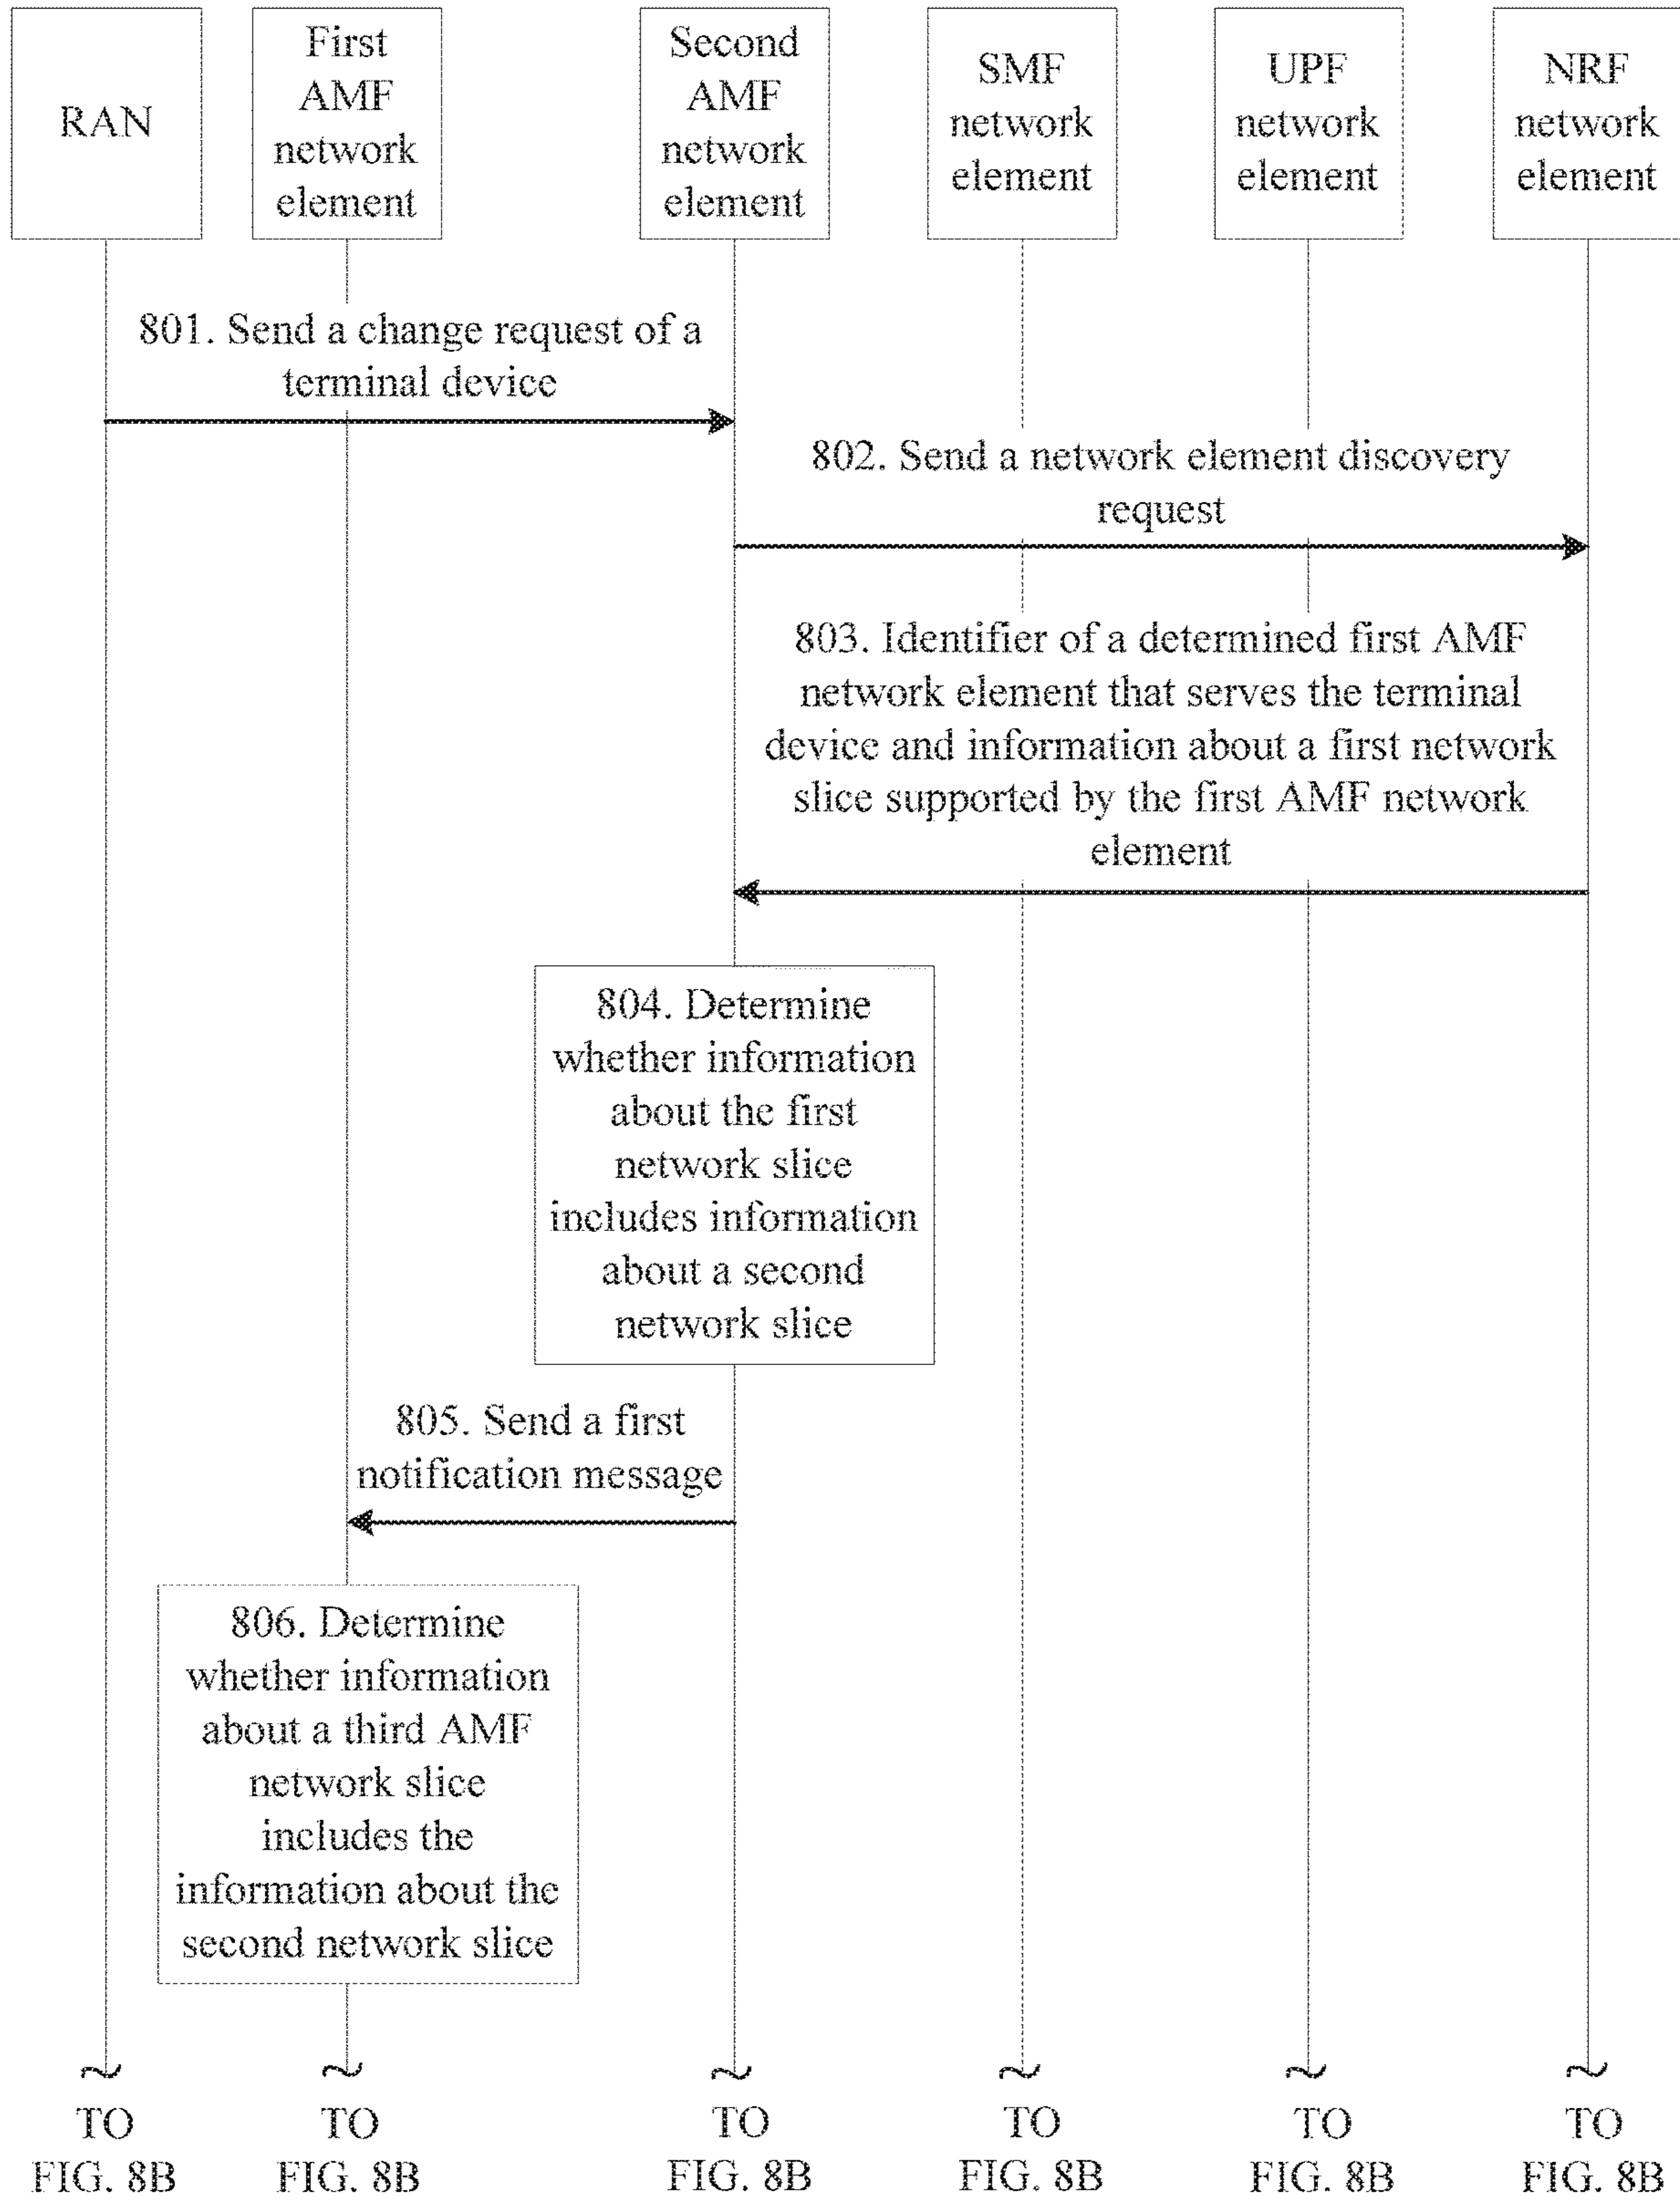 RAN
First
AMF
network
element
Second
AMF
network
element
SMF
network
element
UPF
network
element
NRF
network
element
801. Send a change request of a
terminal device
802. Send a network element discovery
request
803. Identifier of a determined first AMF
network element that serves the terminal
device and information about a first network
slice supported by the first AMF network
element
804. Determine
whether information
about the first
network slice
includes information
about a second
network slice
805. Send a first
notification message
806. Determine
whether information
about a third AMF
network slice
includes the
information about the
second network slice
TO
FIG. 8B
TO
FIG. 8B
TO
FIG. 8B
TO
FIG. 8B
TO
FIG. 8B
TO
FIG. 8B